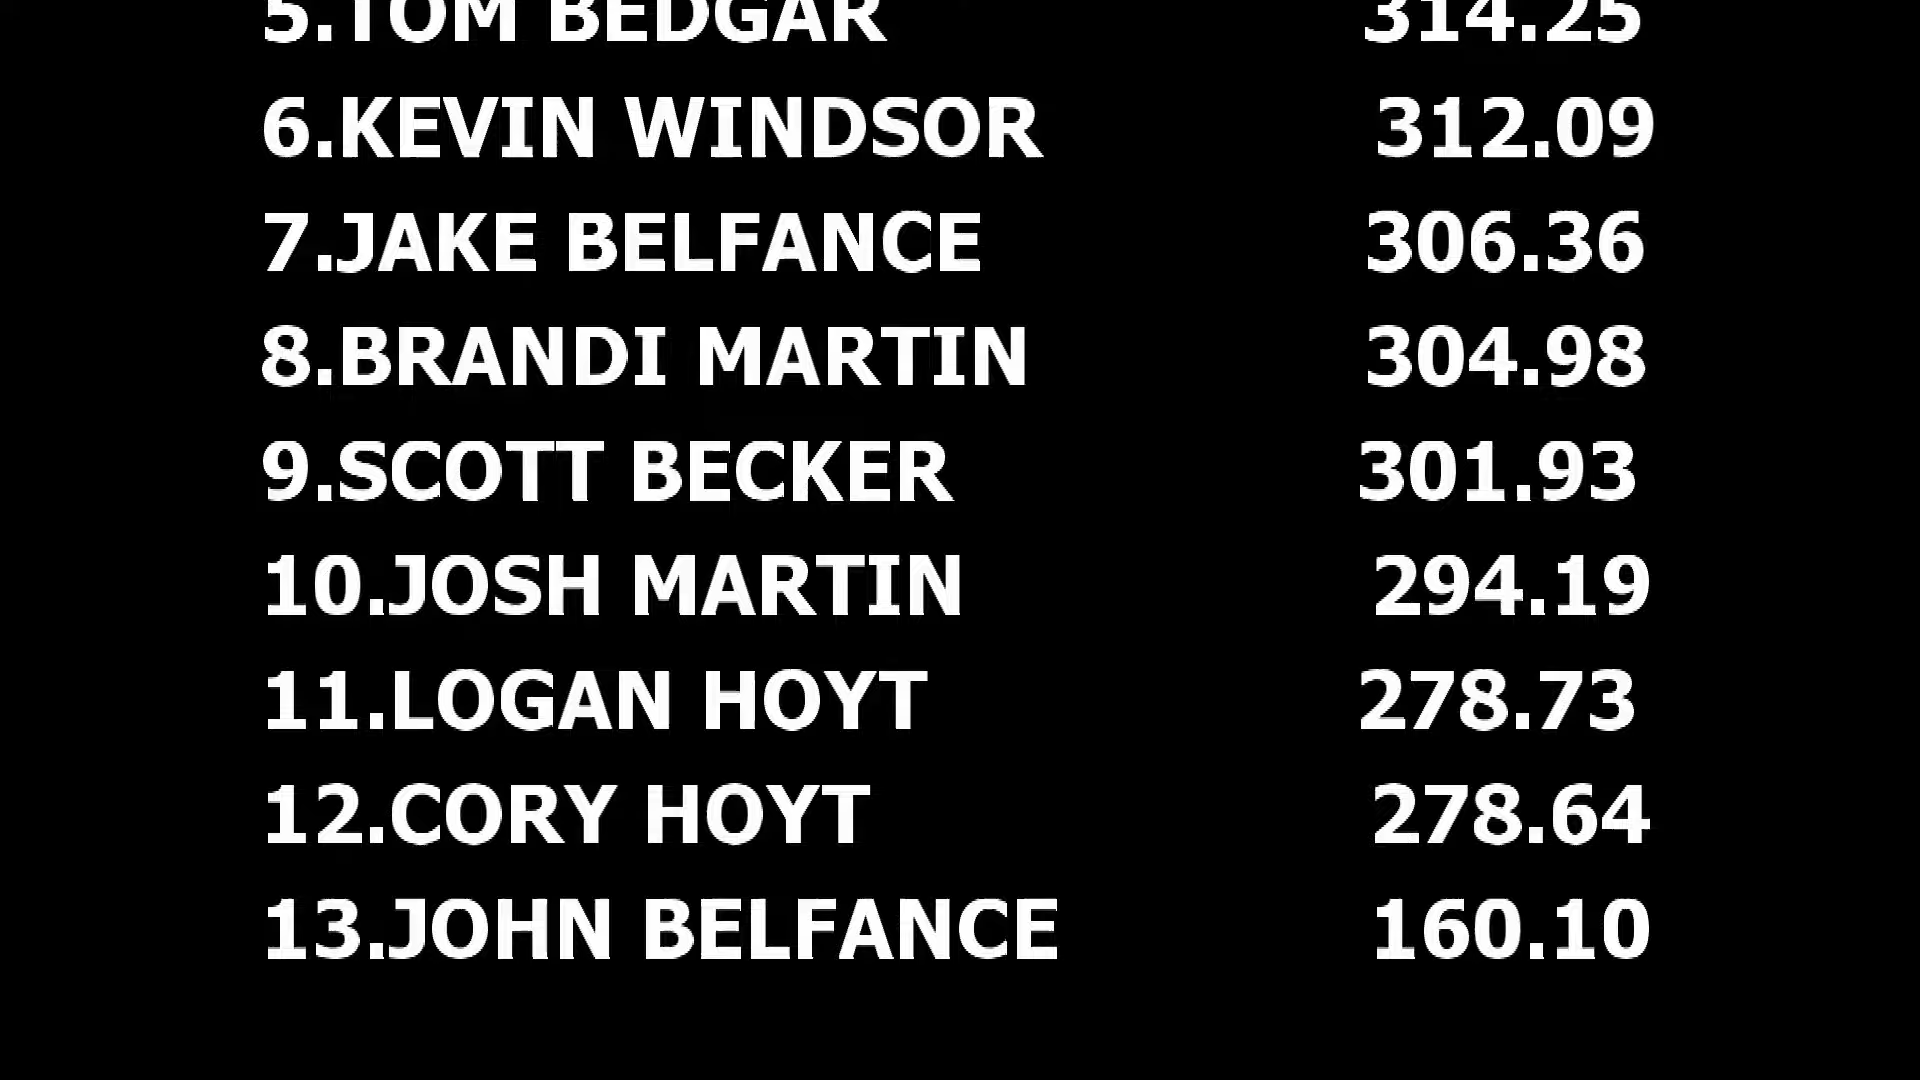 5.TOM BEDGAR 314.25
6.KEVIN WINDSOR 312.09
7.JAKE BELFANCE 306.36
8.BRANDI MARTIN 304.98
9.SCOTT BECKER 301.93
10.JOSH MARTIN 294.19
11.LOGAN HOYT 278.73
12.CORY HOYT 278.64
13.JOHN BELFANCE 160.10